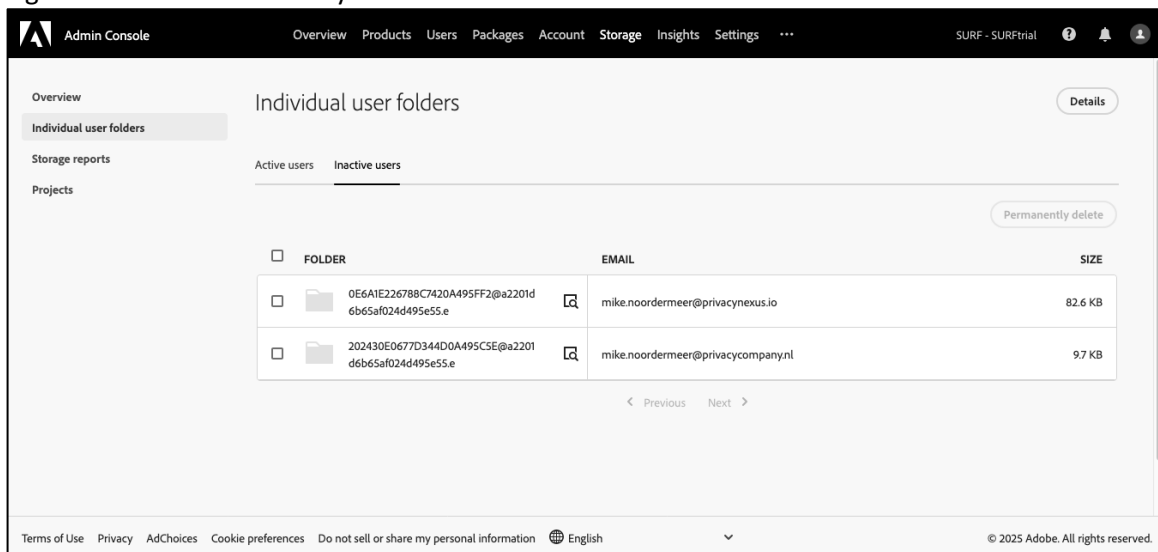 Admin Console Overview Products Users Packages Account Storage Insights Settings ... SURF - SURFtrial
Overview
Individual user folders
Storage reports
Projects
Individual user folders
Details
Active users Inactive users
Permanently delete
FOLDER EMAIL SIZE
0E6A1E226788C7420A495FF2@a2201d
6b65af024d495e55.e
mike.noordermeer@privacynexus.io 82.6 KB
202430E0677D344D0A495C5E@a2201
d6b65af024d495e55.e
mike.noordermeer@privacycompany.nl 9.7 KB
< Previous Next >
Terms of Use Privacy AdChoices Cookie preferences Do not sell or share my personal information English © 2025 Adobe. All rights reserved.